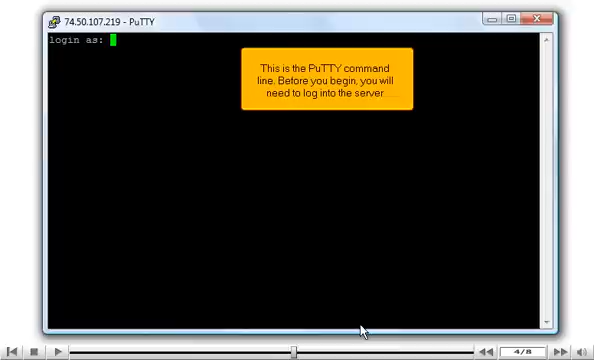 74.50.107.219 - PuTTY
login as:
This is the PuTTY command
line. Before you begin, you will
need to log into the server
4/8